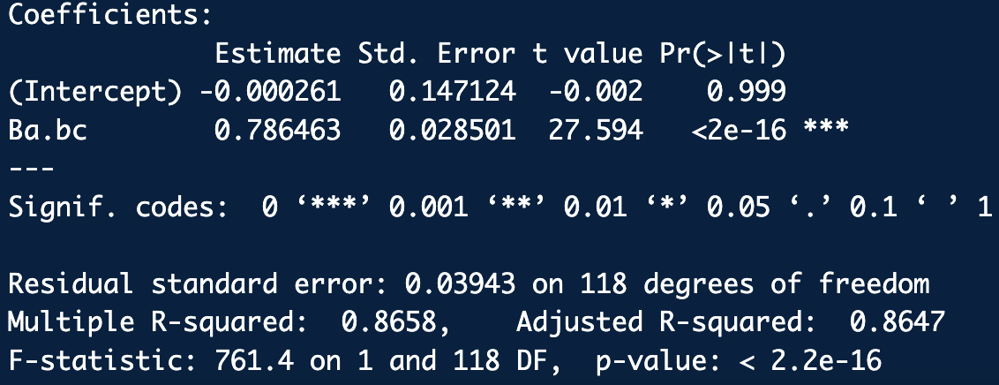 Coefficients:
             Estimate Std. Error t value Pr(>|t|)
(Intercept) -0.000261   0.147124  -0.002    0.999
Ba.bc        0.786463   0.028501  27.594   <2e-16 ***
---
Signif. codes:  0 ‘***’ 0.001 ‘**’ 0.01 ‘*’ 0.05 ‘.’ 0.1 ‘ ’ 1

Residual standard error: 0.03943 on 118 degrees of freedom
Multiple R-squared:  0.8658,    Adjusted R-squared:  0.8647
F-statistic: 761.4 on 1 and 118 DF,  p-value: < 2.2e-16